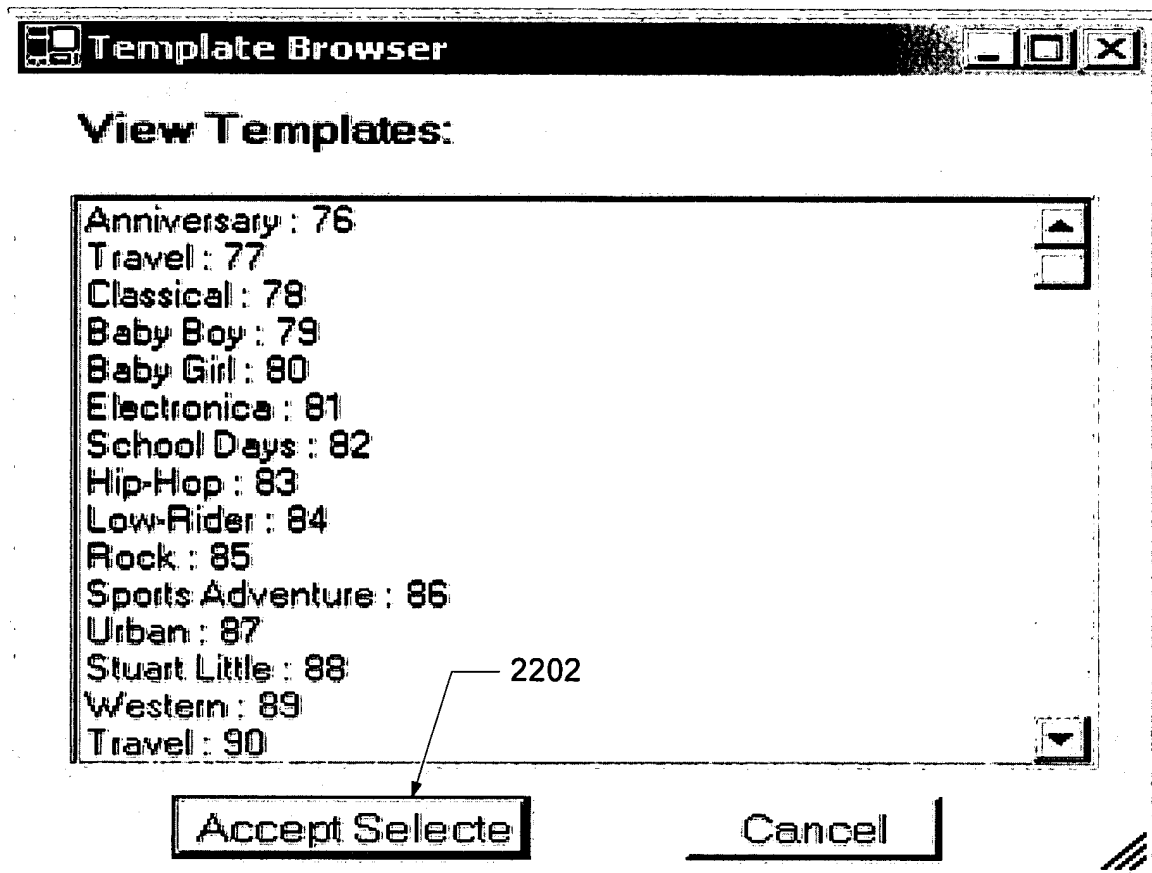 Template Browser
View Templates:
Anniversary : 76
Travel : 77
Classical : 78
Baby Boy : 79
Baby Girl : 80
Electronica : 81
School Days : 82
Hip-Hop : 83
Low-Rider : 84
Rock : 85
Sports Adventure : 86
Urban : 87
Stuart Little : 88
Western : 89
Travel : 90
2202
Accept Selecte
Cancel